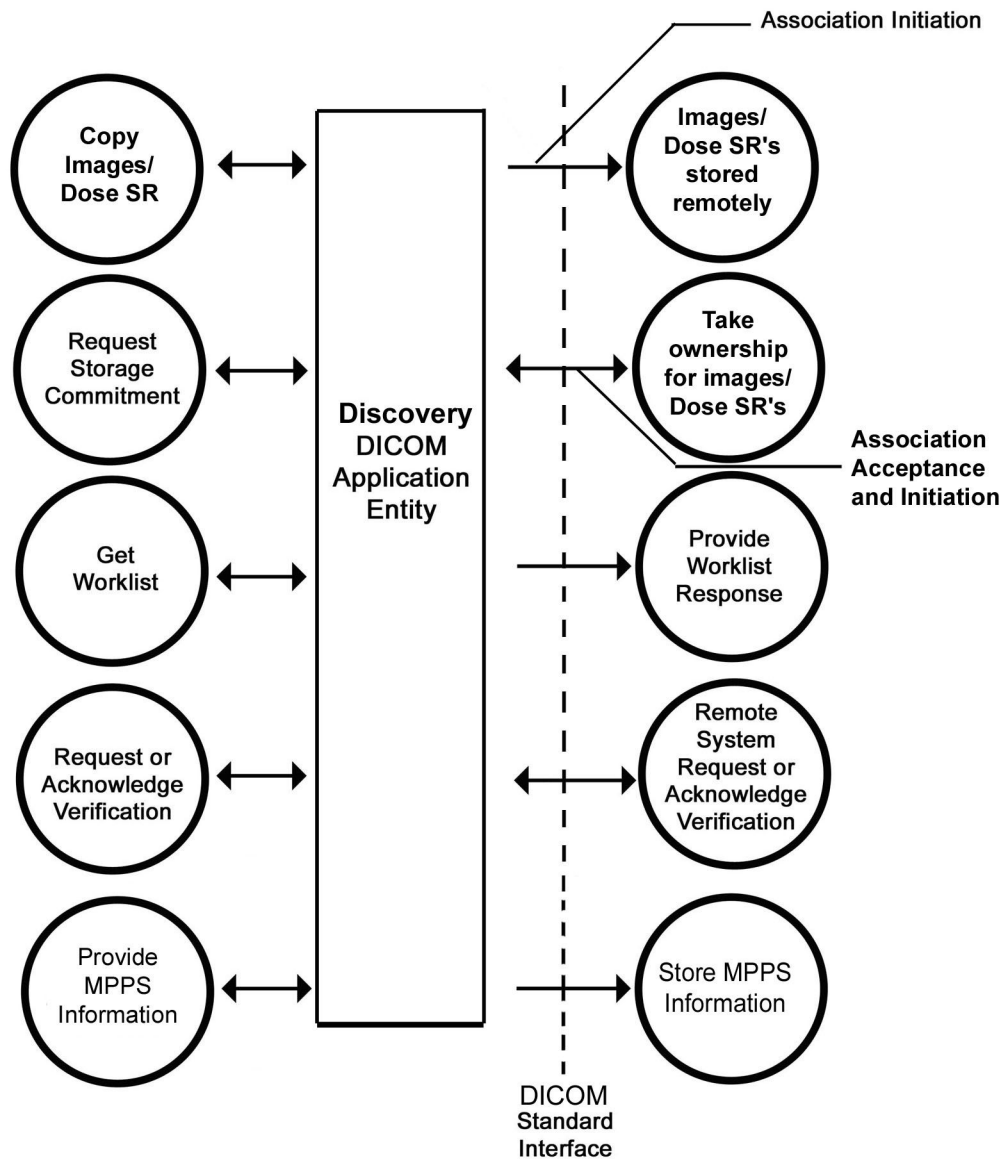 Association Initiation
Copy
Images/
Dose SR
Images/
Dose SR's
stored
remotely
Request
Storage
Commitment
Take
ownership
for images/
Dose SR's
Discovery
DICOM
Application
Entity
Association
Acceptance
and Initiation
Get
Worklist
Provide
Worklist
Response
Request or
Acknowledge
Verification
Remote
System
Request or
Acknowledge
Verification
Provide
MPPS
Information
Store MPPS
Information
DICOM
Standard
Interface